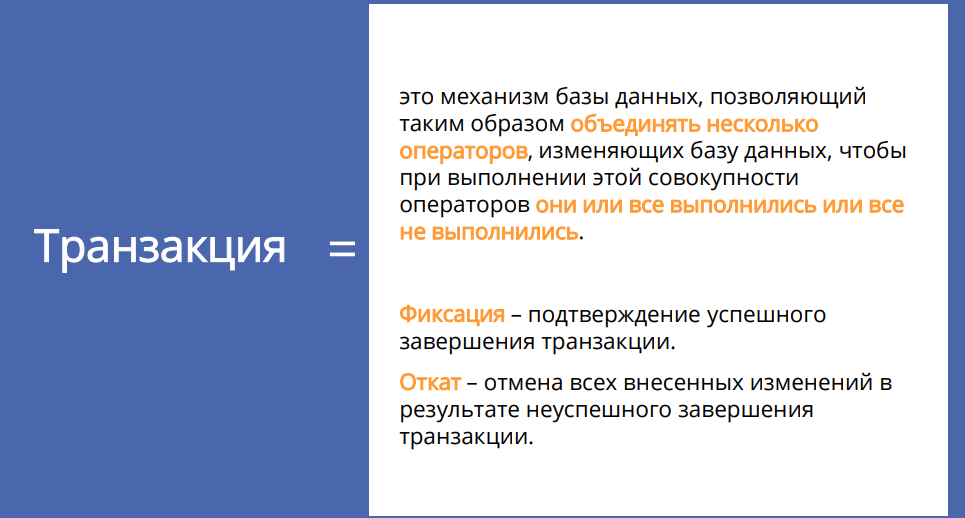 Транзакция =
это механизм базы данных, позволяющий
таким образом объединять несколько
операторов, изменяющих базу данных, чтобы
при выполнении этой совокупности
операторов они или все выполнились или все
не выполнились.
Фиксация – подтверждение успешного
завершения транзакции.
Откат – отмена всех внесенных изменений в
результате неуспешного завершения
транзакции.